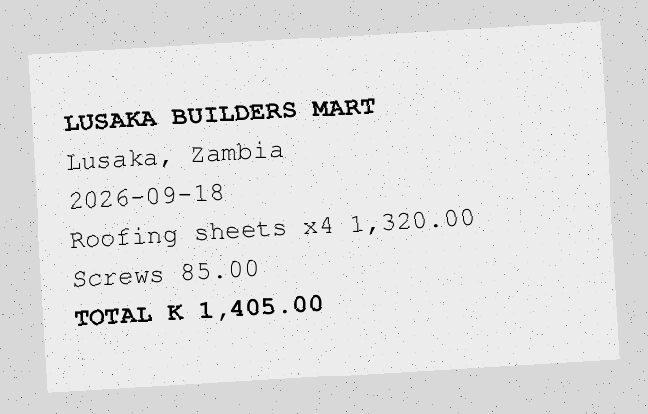 LUSAKA BUILDERS MART
Lusaka, Zambia
2026-09-18
Roofing sheets x4 1,320.00
Screws 85.00
TOTAL K 1,405.00